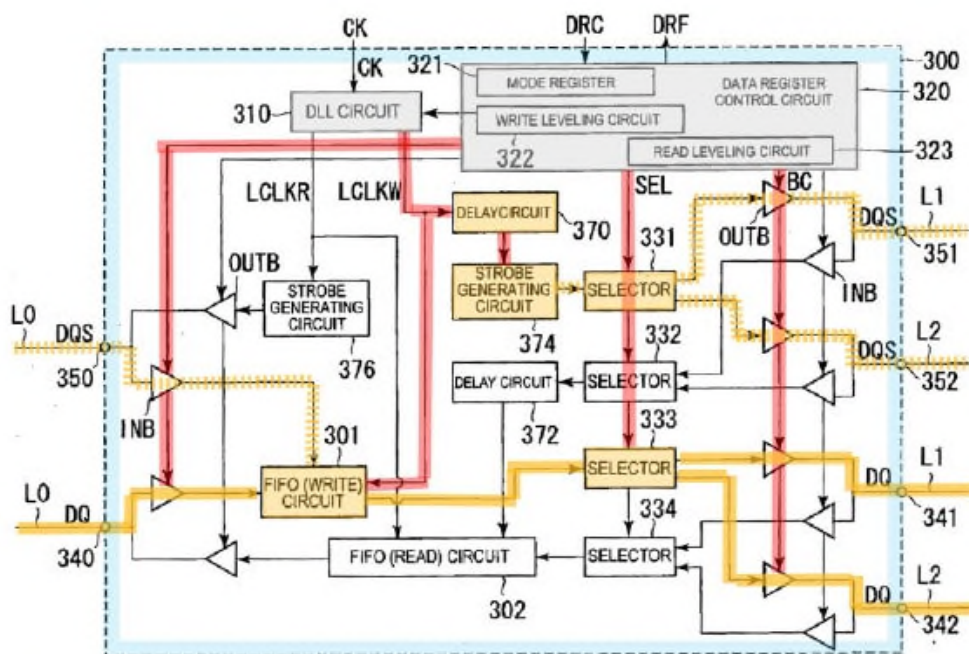 CK
DRC
DRF
300
CK
321
MODE REGISTER
DATA REGISTER
CONTROL CIRCUIT
320
310
DLL CIRCUIT
WRITE LEVELING CIRCUIT
322
READ LEVELING CIRCUIT
323
LCLKR
LCLKW
SEL
BC
DELAY CIRCUIT
370
OUTB
DQS
L1
351
331
OUTB
STROBE
GENERATING
CIRCUIT
376
STROBE
GENERATING
CIRCUIT
374
SELECTOR
INB
L0
DQS
350
332
L2
DQS
352
DELAY CIRCUIT
372
SELECTOR
INB
301
333
FIFO (WRITE)
CIRCUIT
SELECTOR
L0
DQ
340
L1
DQ
341
334
FIFO (READ) CIRCUIT
302
SELECTOR
L2
DQ
342